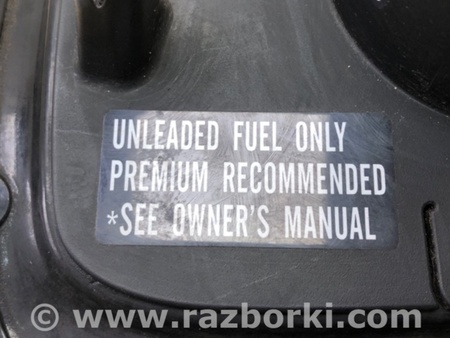 UNLEADED FUEL ONLY
PREMIUM RECOMMENDED
*SEE OWNER'S MANUAL
© www.razborki.com